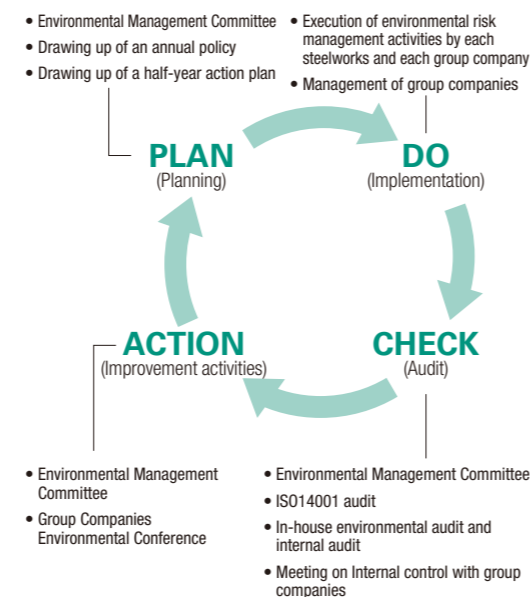 • Environmental Management Committee
• Drawing up of an annual policy
• Drawing up of a half-year action plan
• Execution of environmental risk
management activities by each
steelworks and each group company
• Management of group companies
PLAN
(Planning)
DO
(Implementation)
ACTION
(Improvement activities)
CHECK
(Audit)
• Environmental Management
Committee
• Group Companies
Environmental Conference
• Environmental Management Committee
• ISO14001 audit
• In-house environmental audit and
internal audit
• Meeting on Internal control with group
companies